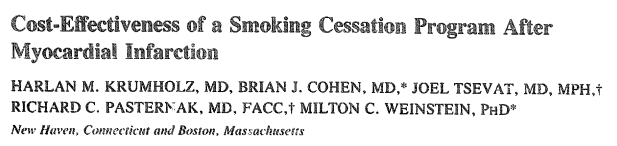 Cost-Effectiveness of a Smoking Cessation Program After
Myocardial Infarction
HARLAN M. KRUMHOLZ, MD, BRIAN J. COHEN, MD,* JOEL TSEVAT, MD, MPH,†
RICHARD C. PASTERNAK, MD, FACC,† MILTON C. WEINSTEIN, PHD*
New Haven, Connecticut and Boston, Massachusetts